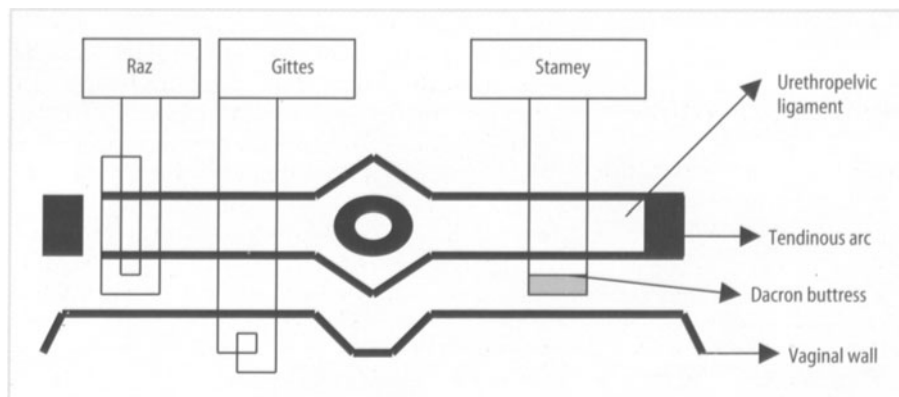 Raz
Gittes
Stamey
Urethropelvic
ligament
Tendinous arc
Dacron buttress
Vaginal wall